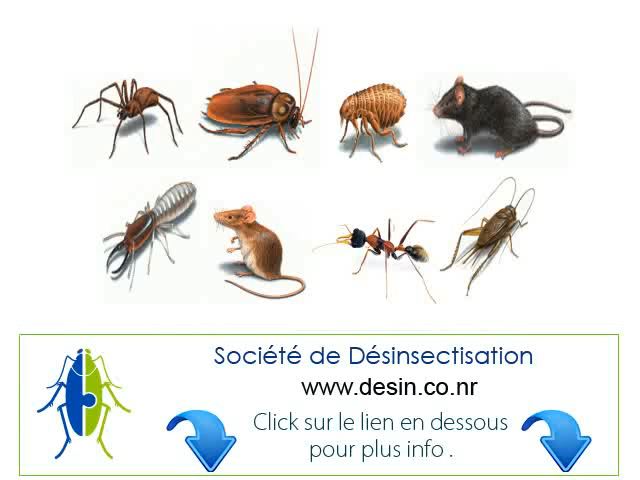 Société de Désinsectisation
www.desin.co.nr
Click sur le lien en dessous
pour plus info .